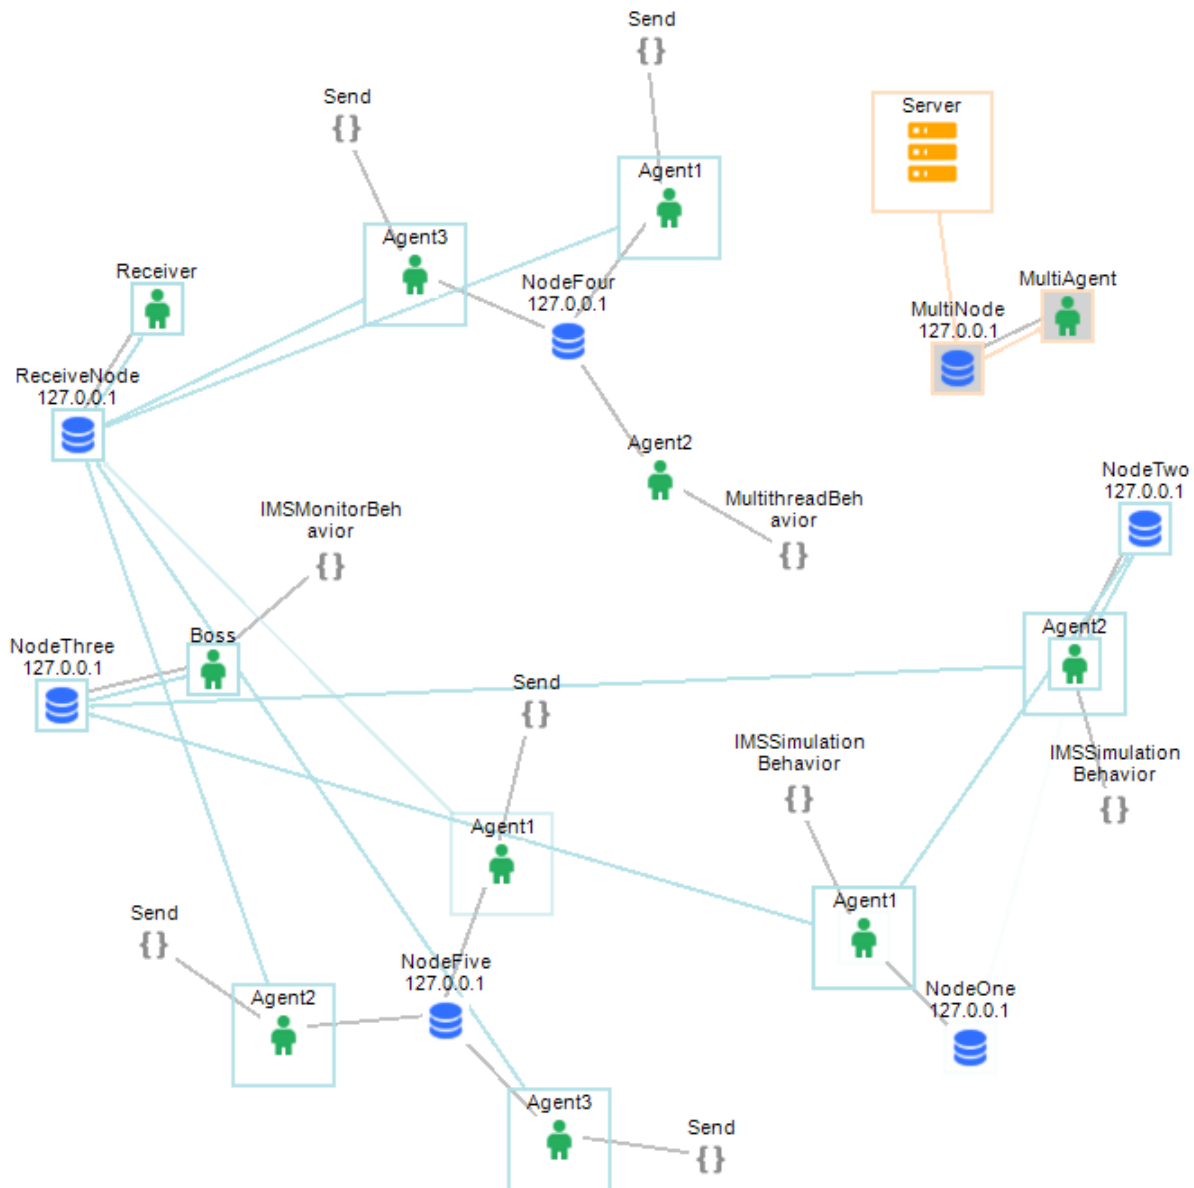 Send
Send
Server
Agent1
Agent3
Receiver
NodeFour
127.0.0.1
MultiAgent
MultiNode
127.0.0.1
ReceiveNode
127.0.0.1
Agent2
NodeTwo
127.0.0.1
MultithreadBeh
avior
IMSMonitorBeh
avior
Boss
Agent2
NodeThree
127.0.0.1
Send
IMSSimulation
Behavior
IMSSimulation
Behavior
Agent1
Agent1
Send
NodeFive
127.0.0.1
NodeOne
127.0.0.1
Agent2
Agent3
Send